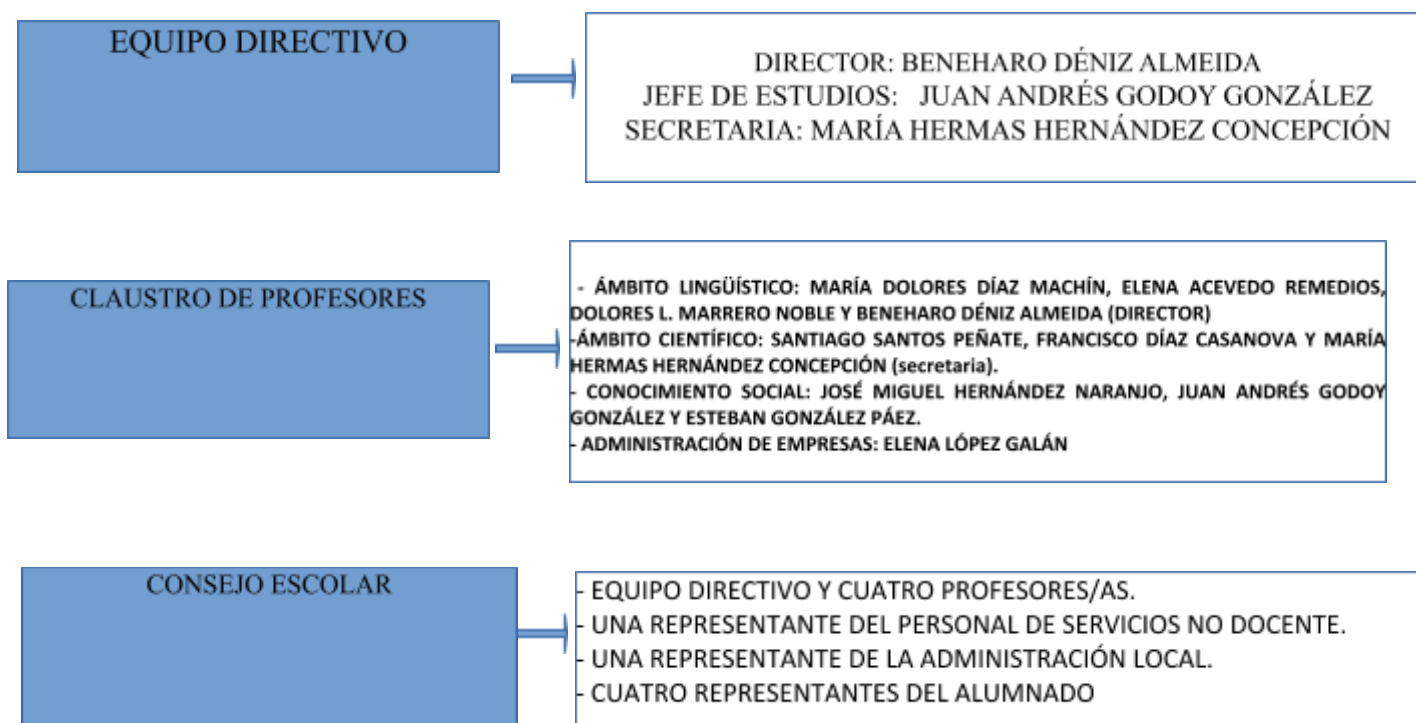 EQUIPO DIRECTIVO
DIRECTOR: BENEHARO DÉNIZ ALMEIDA
JEFE DE ESTUDIOS: JUAN ANDRÉS GODOY GONZÁLEZ
SECRETARIA: MARÍA HERMAS HERNÁNDEZ CONCEPCIÓN
CLAUSTRO DE PROFESORES
- ÁMBITO LINGÜÍSTICO: MARÍA DOLORES DÍAZ MACHÍN, ELENA ACEVEDO REMEDIOS,
DOLORES L. MARRERO NOBLE Y BENEHARO DÉNIZ ALMEIDA (DIRECTOR)
-ÁMBITO CIENTÍFICO: SANTIAGO SANTOS PEÑATE, FRANCISCO DÍAZ CASANOVA Y MARÍA
HERMAS HERNÁNDEZ CONCEPCIÓN (secretaria).
- CONOCIMIENTO SOCIAL: JOSÉ MIGUEL HERNÁNDEZ NARANJO, JUAN ANDRÉS GODOY
GONZÁLEZ Y ESTEBAN GONZÁLEZ PÁEZ.
- ADMINISTRACIÓN DE EMPRESAS: ELENA LÓPEZ GALÁN
CONSEJO ESCOLAR
- EQUIPO DIRECTIVO Y CUATRO PROFESORES/AS.
- UNA REPRESENTANTE DEL PERSONAL DE SERVICIOS NO DOCENTE.
- UNA REPRESENTANTE DE LA ADMINISTRACIÓN LOCAL.
- CUATRO REPRESENTANTES DEL ALUMNADO